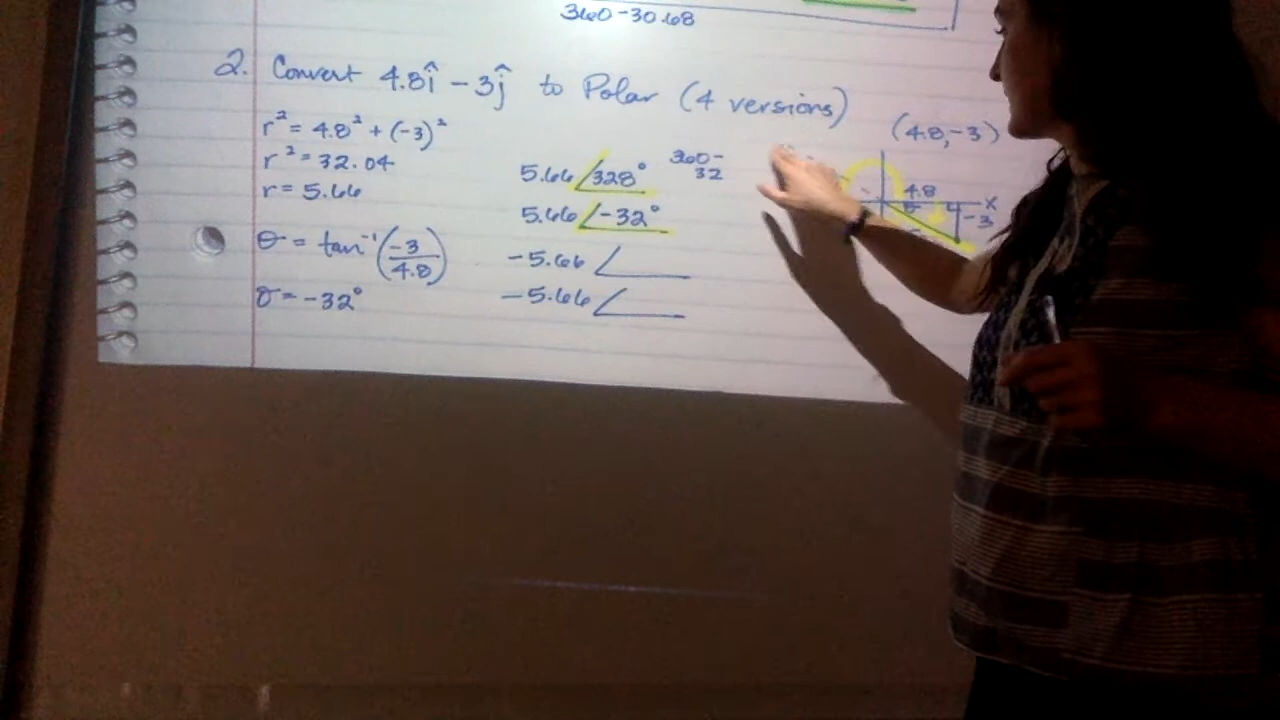 360-30.68
2. Convert 4.8î - 3ĵ to Polar (4 versions)
r² = 4.8² + (-3)²
r² = 32.04
r = 5.66
θ = tan⁻¹(-3/4.8)
θ = -32°
5.66∠328°
360-
32
5.66∠-32°
-5.66∠
-5.66∠
(4.8,-3)
4.8
θ
x
-3